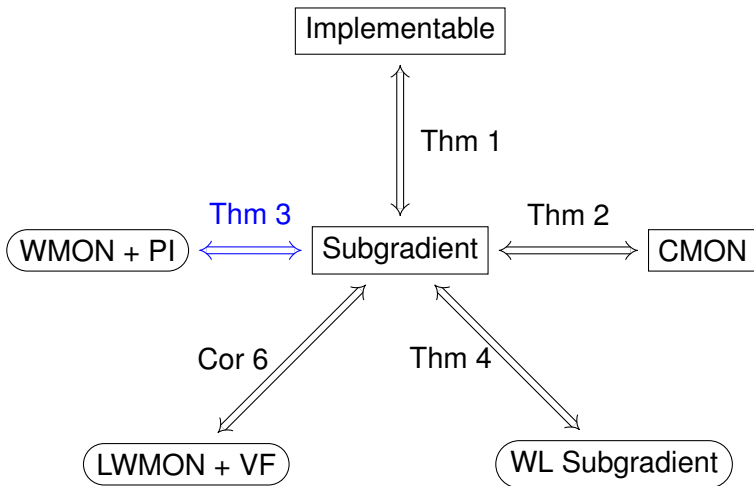 Implementable
Thm 1
Thm 3
Thm 2
WMON + PI
Subgradient
CMON
Cor 6
Thm 4
LWMON + VF
WL Subgradient